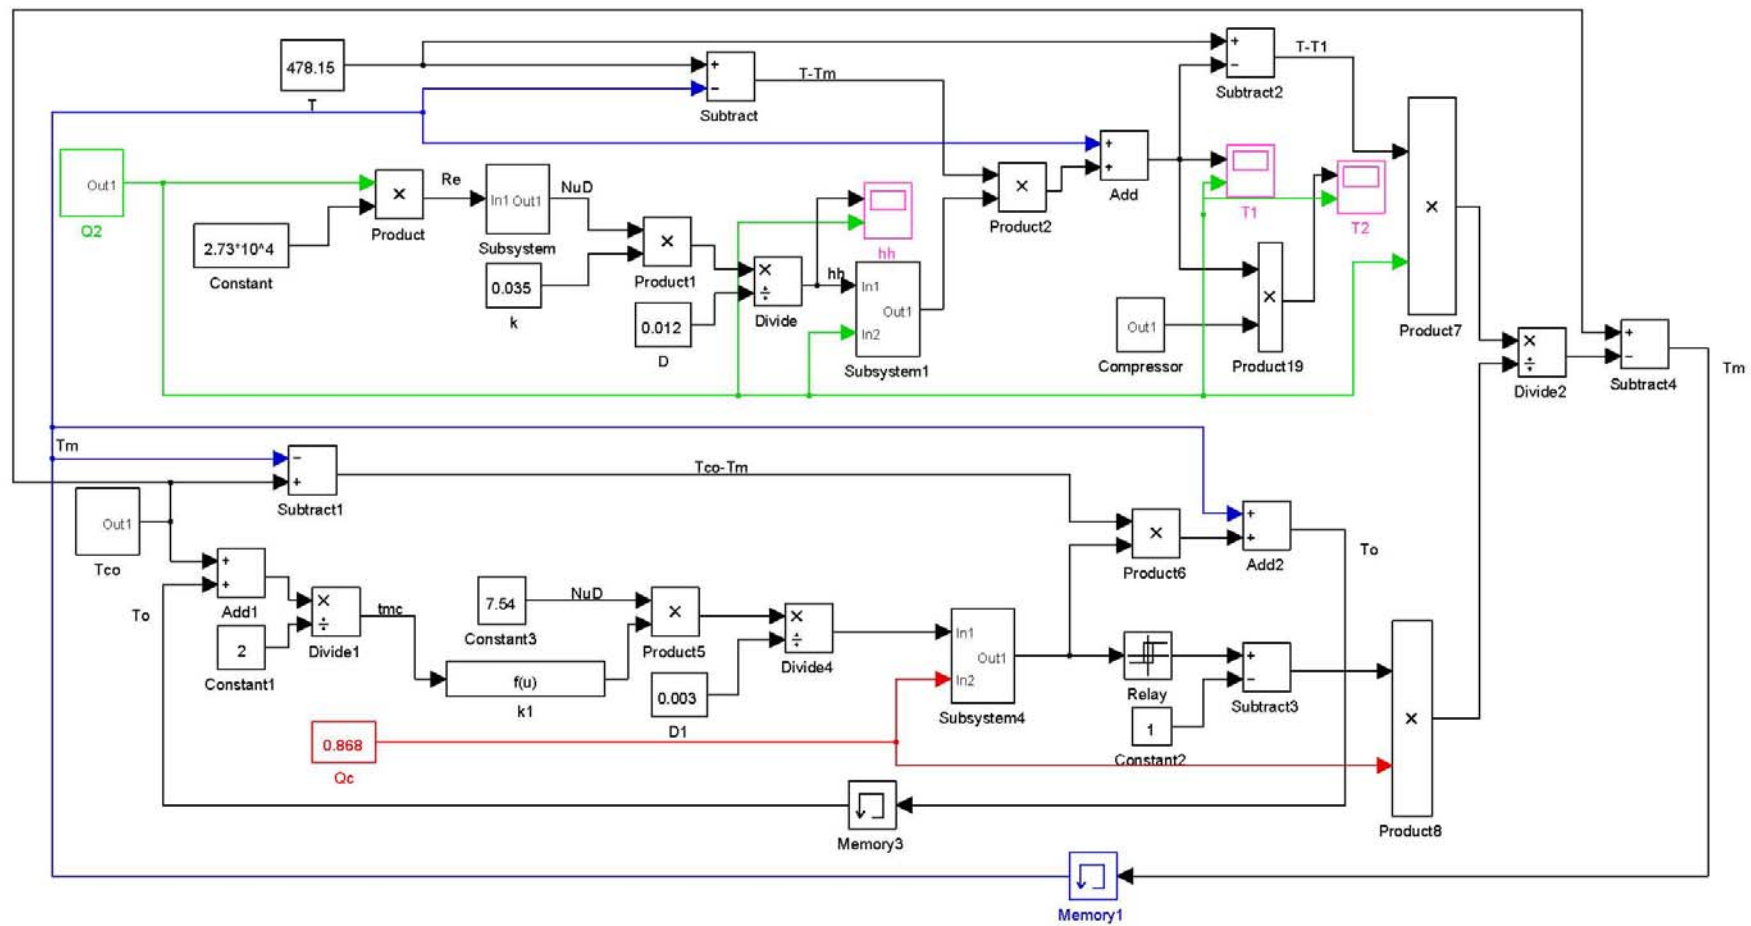 478.15
T
+
−
Subtract
T-Tm
+
−
Subtract2
T-T1
Out1
Q2
2.73*10^4
Constant
×
Product
Re
In1 Out1
Subsystem
NuD
0.035
k
×
Product1
0.012
D
×
÷
Divide
hh
hh
In1
In2
Out1
Subsystem1
×
Product2
+
+
Add
T1
T2
Out1
Compressor
×
Product19
×
Product7
×
÷
Divide2
+
−
Subtract4
Tm
Tm
−
+
Subtract1
Tco-Tm
Out1
Tco
+
+
Add1
To
2
Constant1
×
÷
Divide1
tmc
7.54
Constant3
NuD
f(u)
k1
×
Product5
0.003
D1
×
÷
Divide4
In1
In2
Out1
Subsystem4
×
Product6
+
+
Add2
To
Relay
1
Constant2
+
−
Subtract3
×
Product8
0.868
Qc
Memory3
Memory1